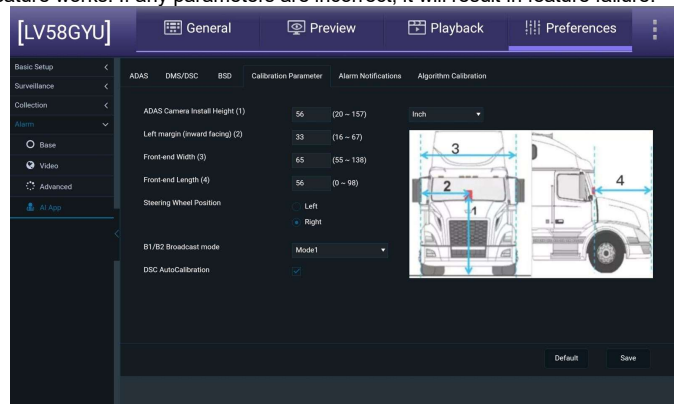 eature works. If any parameters are incorrect, it will result in feature failure.
[LV58GYU]
General
Preview
Playback
Preferences
Basic Setup
Surveillance
Collection
Alarm
Base
Video
Advanced
AI App
ADAS DMS/DSC BSD Calibration Parameter Alarm Notifications Algorithm Calibration
ADAS Camera Install Height (1) 56 (20 ~ 157) Inch
Left margin (inward facing) (2) 33 (16 ~ 67)
Front-end Width (3) 65 (55 ~ 138)
Front-end Length (4) 56 (0 ~ 98)
Steering Wheel Position Left
Right
B1/B2 Broadcast mode Mode1
DSC AutoCalibration
3
2
1
4
Default Save